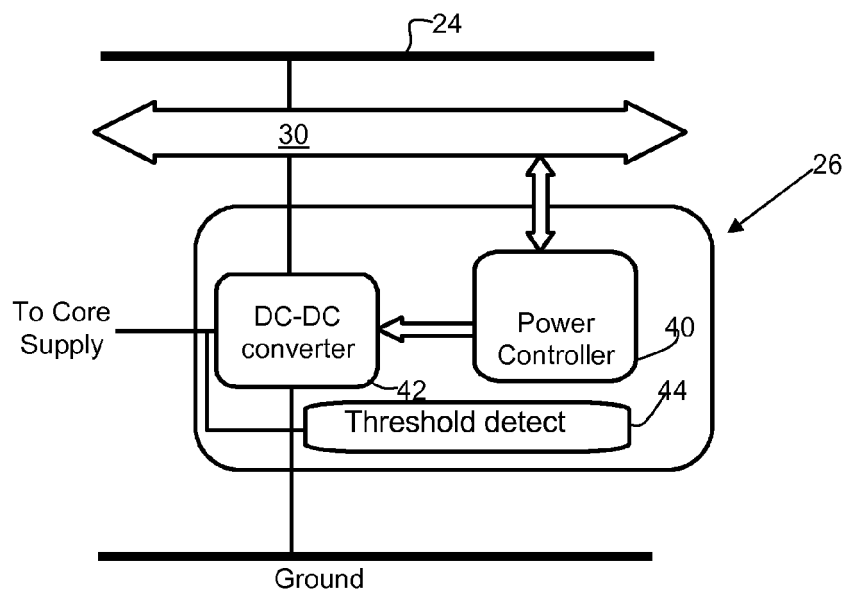 24
30
26
To Core
Supply
DC-DC
converter
Power
Controller
40
42
44
Threshold detect
Ground